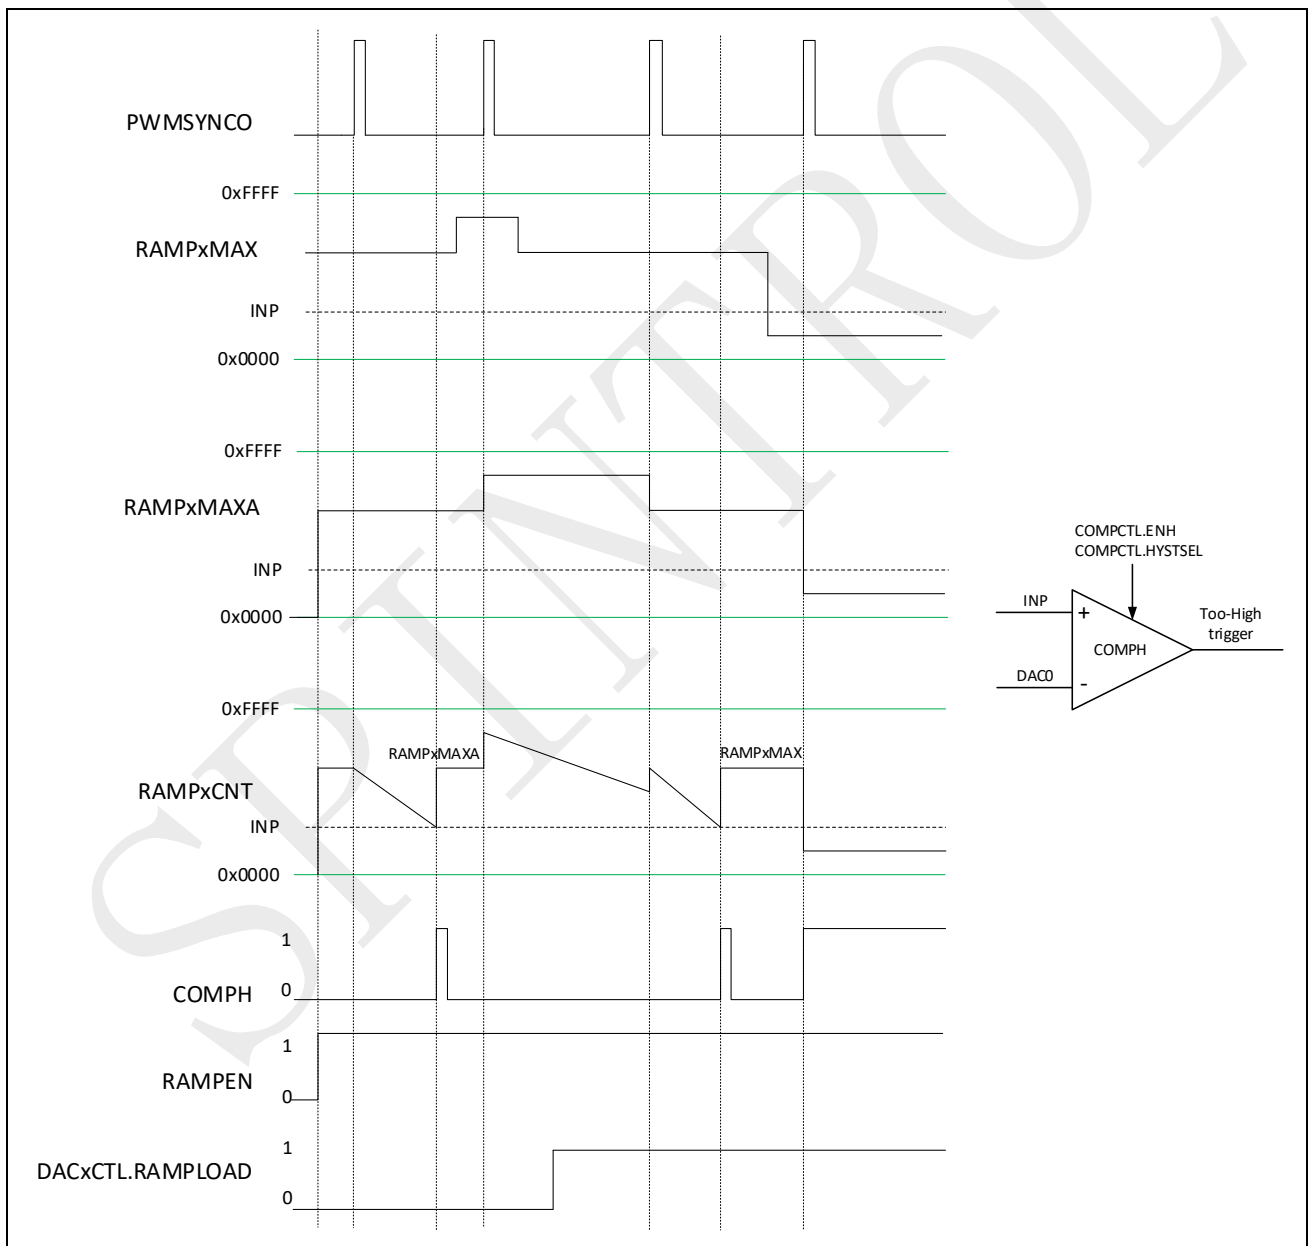 PWMSYNCO
0xFFFF
RAMPxMAX
INP
0x0000
0xFFFF
RAMPxMAXA
INP
0x0000
0xFFFF
RAMPxMAXA
RAMPxMAX
RAMPxCNT
INP
0x0000
1
COMPH
0
1
RAMPEN
0
1
DACxCTL.RAMPLOAD
0
COMPCTL.ENH
COMPCTL.HYSTSEL
INP
+
COMPH
Too-High
trigger
DAC0
-
SPINTROL